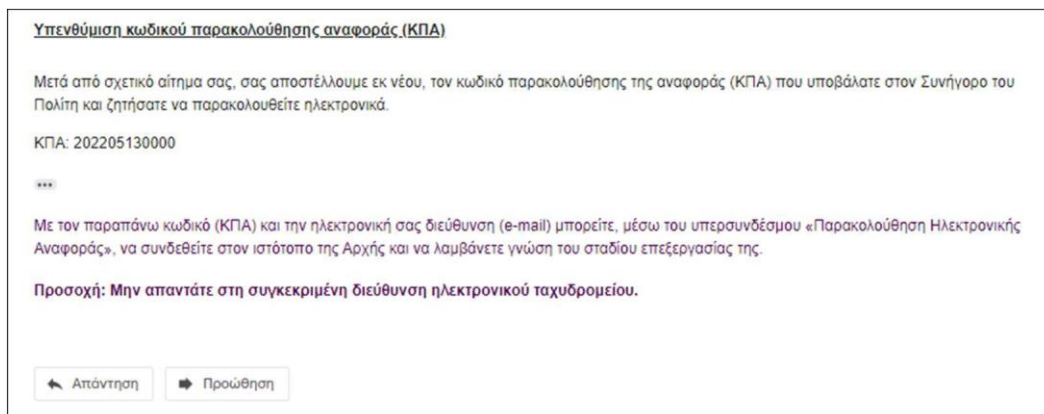 Υπενθύμιση κωδικού παρακολούθησης αναφοράς (ΚΠΑ)
Μετά από σχετικό αίτημα σας, σας αποστέλλουμε εκ νέου, τον κωδικό παρακολούθησης της αναφοράς (ΚΠΑ) που υποβάλατε στον Συνήγορο του
Πολίτη και ζητήσατε να παρακολουθείτε ηλεκτρονικά.
ΚΠΑ: 202205130000
•••
Με τον παραπάνω κωδικό (ΚΠΑ) και την ηλεκτρονική σας διεύθυνση (e-mail) μπορείτε, μέσω του υπερσυνδέσμου «Παρακολούθηση Ηλεκτρονικής
Αναφοράς», να συνδεθείτε στον ιστότοπο της Αρχής και να λαμβάνετε γνώση του σταδίου επεξεργασίας της.
Προσοχή: Μην απαντάτε στη συγκεκριμένη διεύθυνση ηλεκτρονικού ταχυδρομείου.
Απάντηση Προώθηση